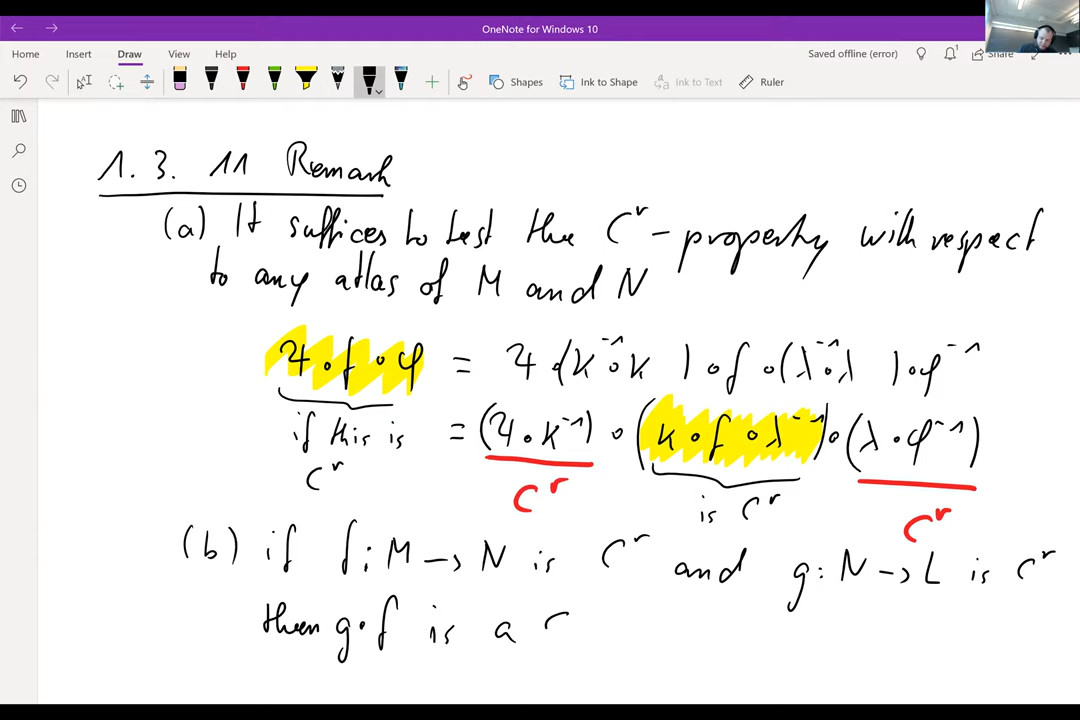 OneNote for Windows 10
Home Insert Draw View Help Saved offline (error) Share
Shapes Ink to Shape Ink to Text Ruler
1.3.11 Remark
(a) It suffices to test the C^r-property with respect
to any atlas of M and N
ψ∘f∘φ = ψ∘(κ⁻¹∘κ)∘f∘(λ⁻¹∘λ)∘φ⁻¹
if this is = (ψ∘κ⁻¹)∘(κ∘f∘λ⁻¹)∘(λ∘φ⁻¹)
C^r C^r is C^r C^r
(b) if f: M → N is C^r and g: N → L is C^r
then g∘f is a